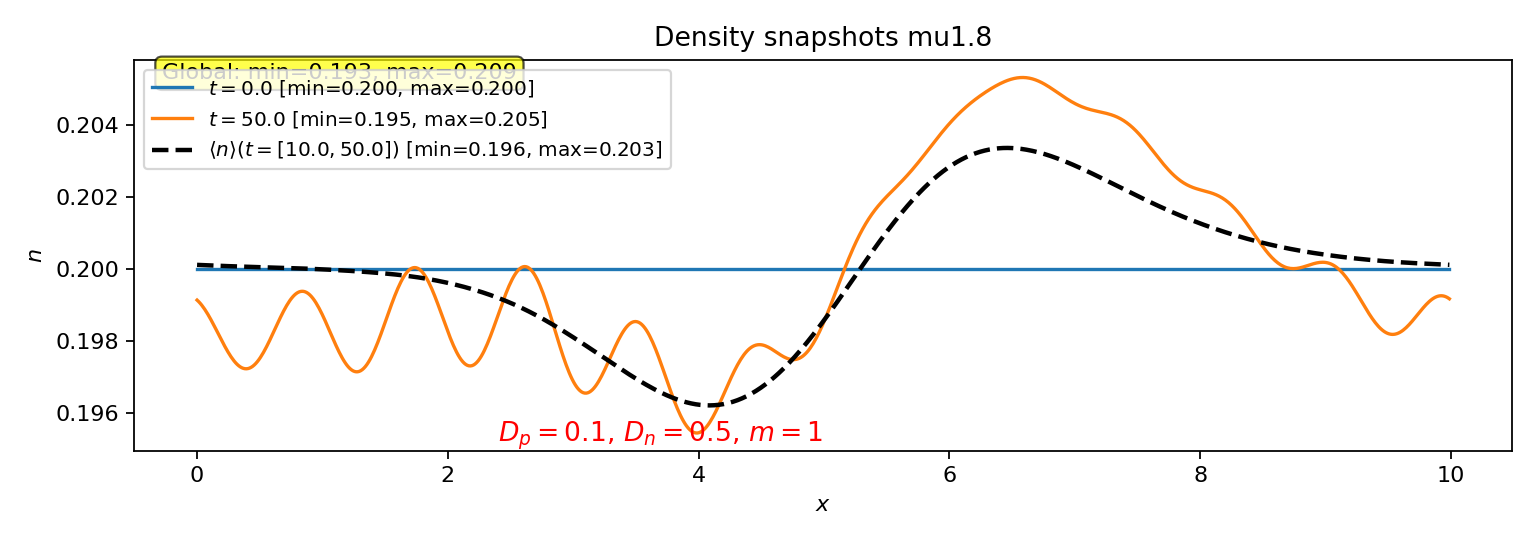 Density snapshots mu1.8
Global: min=0.193, max=0.209
t = 0.0 [min=0.200, max=0.200]
t = 50.0 [min=0.195, max=0.205]
⟨n⟩(t = [10.0, 50.0]) [min=0.196, max=0.203]
0.204
0.202
0.200
0.198
0.196
n
D_p = 0.1, D_n = 0.5, m = 1
0 2 4 6 8 10
x